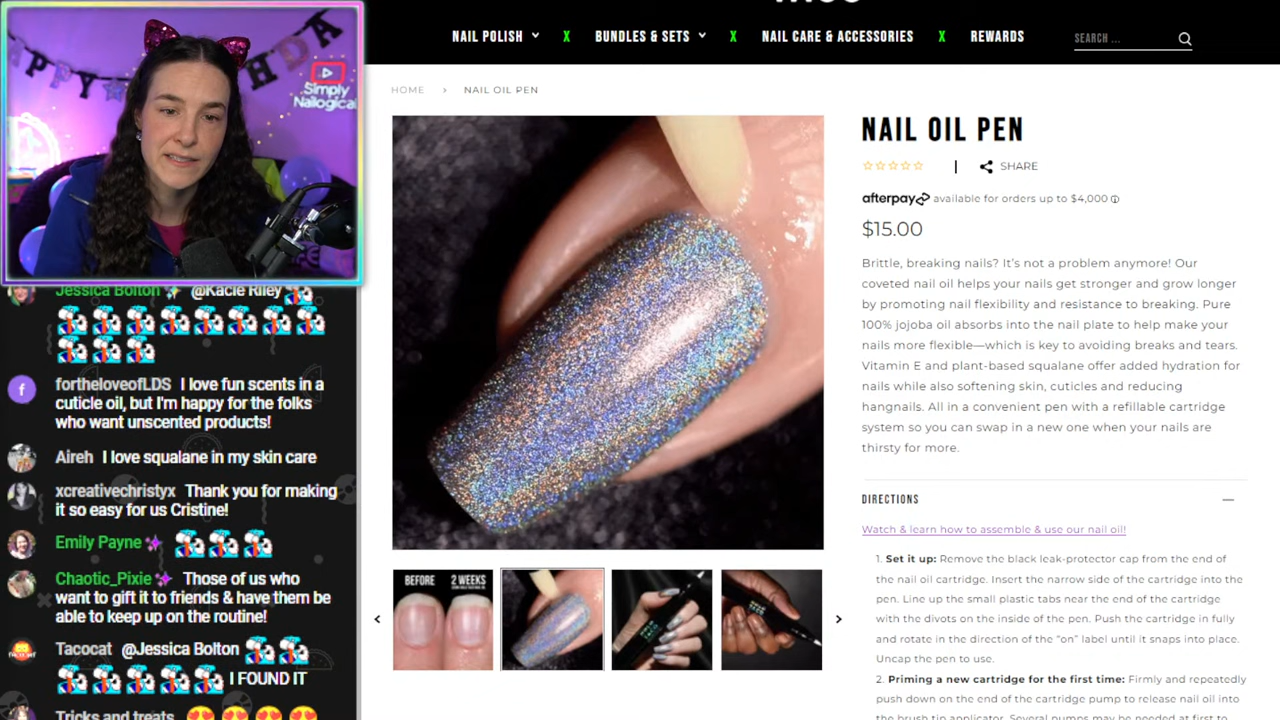 HAPPY
HDA
Simply
Nailogical
NAIL POLISH
X
BUNDLES & SETS
X
NAIL CARE & ACCESSORIES
X
REWARDS
SEARCH ...
HOME > NAIL OIL PEN
NAIL OIL PEN
| SHARE
afterpay available for orders up to $4,000
$15.00
Brittle, breaking nails? It's not a problem anymore! Our
coveted nail oil helps your nails get stronger and grow longer
by promoting nail flexibility and resistance to breaking. Pure
100% jojoba oil absorbs into the nail plate to help make your
nails more flexible—which is key to avoiding breaks and tears.
Vitamin E and plant-based squalane offer added hydration for
nails while also softening skin, cuticles and reducing
hangnails. All in a convenient pen with a refillable cartridge
system so you can swap in a new one when your nails are
thirsty for more.
DIRECTIONS
Watch & learn how to assemble & use our nail oil!
1. Set it up: Remove the black leak-protector cap from the end of
the nail oil cartridge. Insert the narrow side of the cartridge into the
pen. Line up the small plastic tabs near the end of the cartridge
with the divots on the inside of the pen. Push the cartridge in fully
and rotate in the direction of the "on" label until it snaps into place.
Uncap the pen to use.
2. Priming a new cartridge for the first time: Firmly and repeatedly
push down on the end of the cartridge pump to release nail oil into
the brush tip applicator. Several pumps may be needed at first to
BEFORE 2 WEEKS
Jessica Bolton @Kacie Riley
f
fortheloveofLDS I love fun scents in a
cuticle oil, but I'm happy for the folks
who want unscented products!
Aireh I love squalane in my skin care
xcreativechristyx Thank you for making
it so easy for us Cristine!
Emily Payne
Chaotic_Pixie Those of us who
want to gift it to friends & have them be
able to keep up on the routine!
Tacocat @Jessica Bolton
I FOUND IT
Tricks and treats